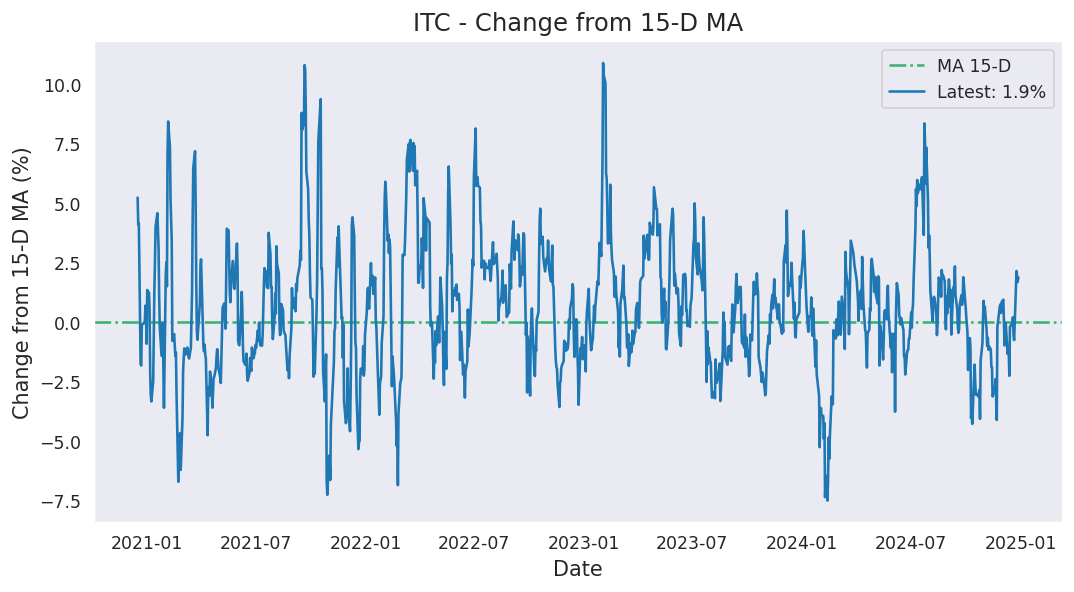 ITC - Change from 15-D MA
MA 15-D
Latest: 1.9%
Change from 15-D MA (%)
10.0
7.5
5.0
2.5
0.0
−2.5
−5.0
−7.5
2021-01 2021-07 2022-01 2022-07 2023-01 2023-07 2024-01 2024-07 2025-01
Date